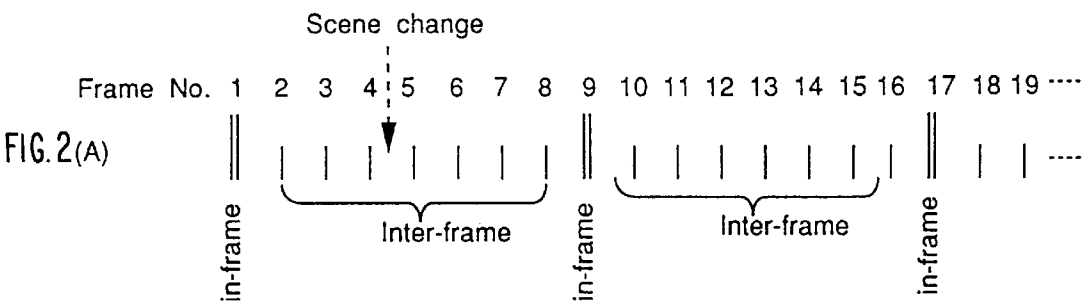 Scene change
Frame No. 1 2 3 4 5 6 7 8 9 10 11 12 13 14 15 16 17 18 19 ----
FIG. 2(A)
----
in-frame
Inter-frame
in-frame
Inter-frame
in-frame